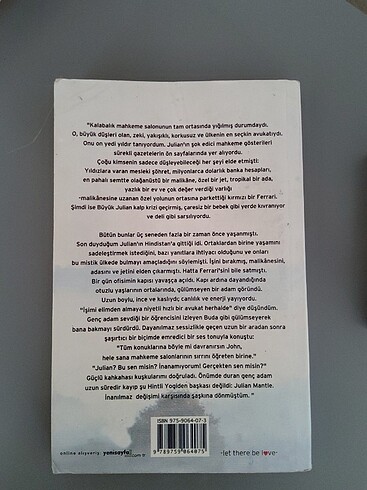 "Kalabalık mahkeme salonunun tam ortasında yığılmış durumdaydı.
O, büyük düşleri olan, zeki, yakışıklı, korkusuz ve ülkenin en seçkin avukatıydı.
Onu on yedi yıldır tanıyordum. Julian'ın şok edici mahkeme gösterileri
sürekli gazetelerin ön sayfalarında yer alıyordu.
Çoğu kimsenin sadece düşleyebileceği her şeyi elde etmişti:
Yıldızlara varan mesleki şöhret, milyonlarca dolarlık banka hesapları,
en pahalı semtte olağanüstü bir malikâne, özel bir jet, tropikal bir ada,
yazlık bir ev ve çok değer verdiği varlığı
-malikânesine uzanan özel yolunun ortasına parkettiği kırmızı bir Ferrari.
Şimdi ise Büyük Julian kalp krizi geçirmiş, çaresiz bir bebek gibi yerde kıvranıyor
ve deli gibi sarsılıyordu.
Bütün bunlar üç seneden fazla bir zaman önce yaşanmıştı.
Son duyduğum Julian'ın Hindistan'a gittiği idi. Ortaklardan birine yaşamını
sadeleştirmek istediğini, bazı yanıtlara ihtiyacı olduğunu ve onları
bu mistik ülkede bulmayı amaçladığını söylemişti. İşini bırakmış, malikânesini,
adasını ve jetini elden çıkarmıştı. Hatta Ferrari'sini bile satmıştı.
Bir gün ofisimin kapısı yavaşça açıldı. Kapı ardına dayandığında
otuzlu yaşlarının ortalarında, gülümseyen bir adam göründü.
Uzun boylu, ince ve kaslıydı; canlılık ve enerji yayıyordu.
"İşimi elimden almaya niyetli hızlı bir avukat herhalde" diye düşündüm.
Genç adam sevdiği bir öğrencisini izleyen Buda gibi gülümseyerek
bana bakmayı sürdürdü. Dayanılmaz sessizlikle geçen uzun bir aradan sonra
şaşırtıcı bir biçimde emredici bir ses tonuyla konuştu:
"Tüm konuklarına böyle mi davranırsın John,
hele sana mahkeme salonlarının sırrını öğreten birine."
"Julian? Bu sen misin? İnanamıyorum! Gerçekten sen misin?"
Güçlü kahkahası kuşkularımı doğruladı. Önümde duran genç adam
uzun süredir kayıp şu Hintli Yogiden başkası değildi: Julian Mantle.
İnanılmaz değişimi karşısında şaşkına dönmüştüm."
ISBN 975-9064-07-3
9 789759 064075
online alışveriş yenisayfa
.com.tr
-let there be love-